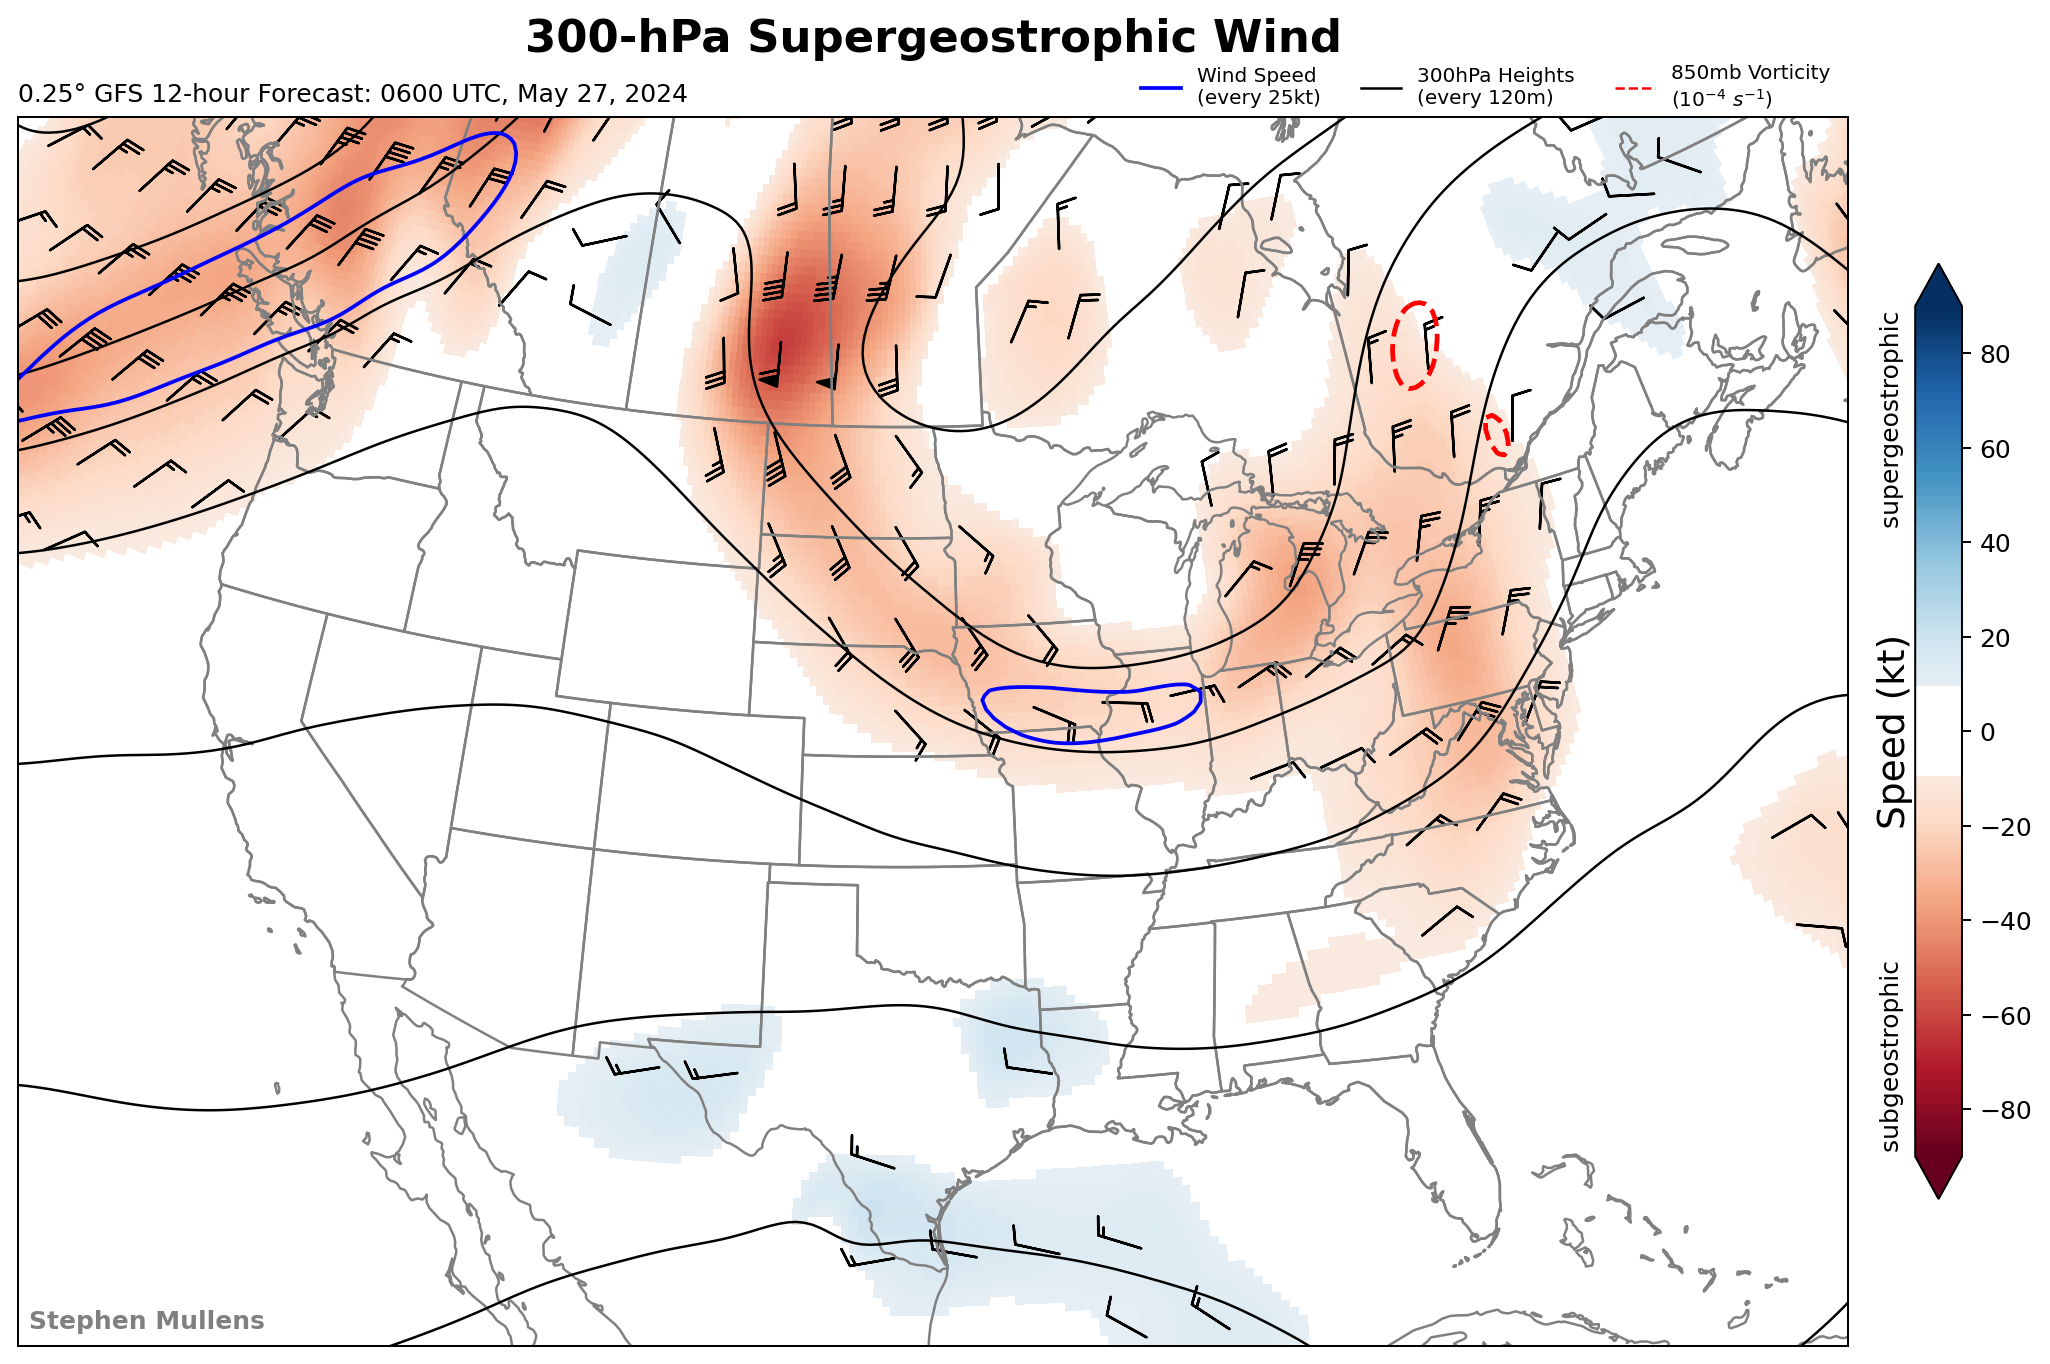 300-hPa Supergeostrophic Wind
0.25° GFS 12-hour Forecast: 0600 UTC, May 27, 2024
Wind Speed
(every 25kt)
300hPa Heights
(every 120m)
850mb Vorticity
(10⁻⁴ s⁻¹)
supergeostrophic
Speed (kt)
subgeostrophic
80
60
40
20
0
−20
−40
−60
−80
Stephen Mullens